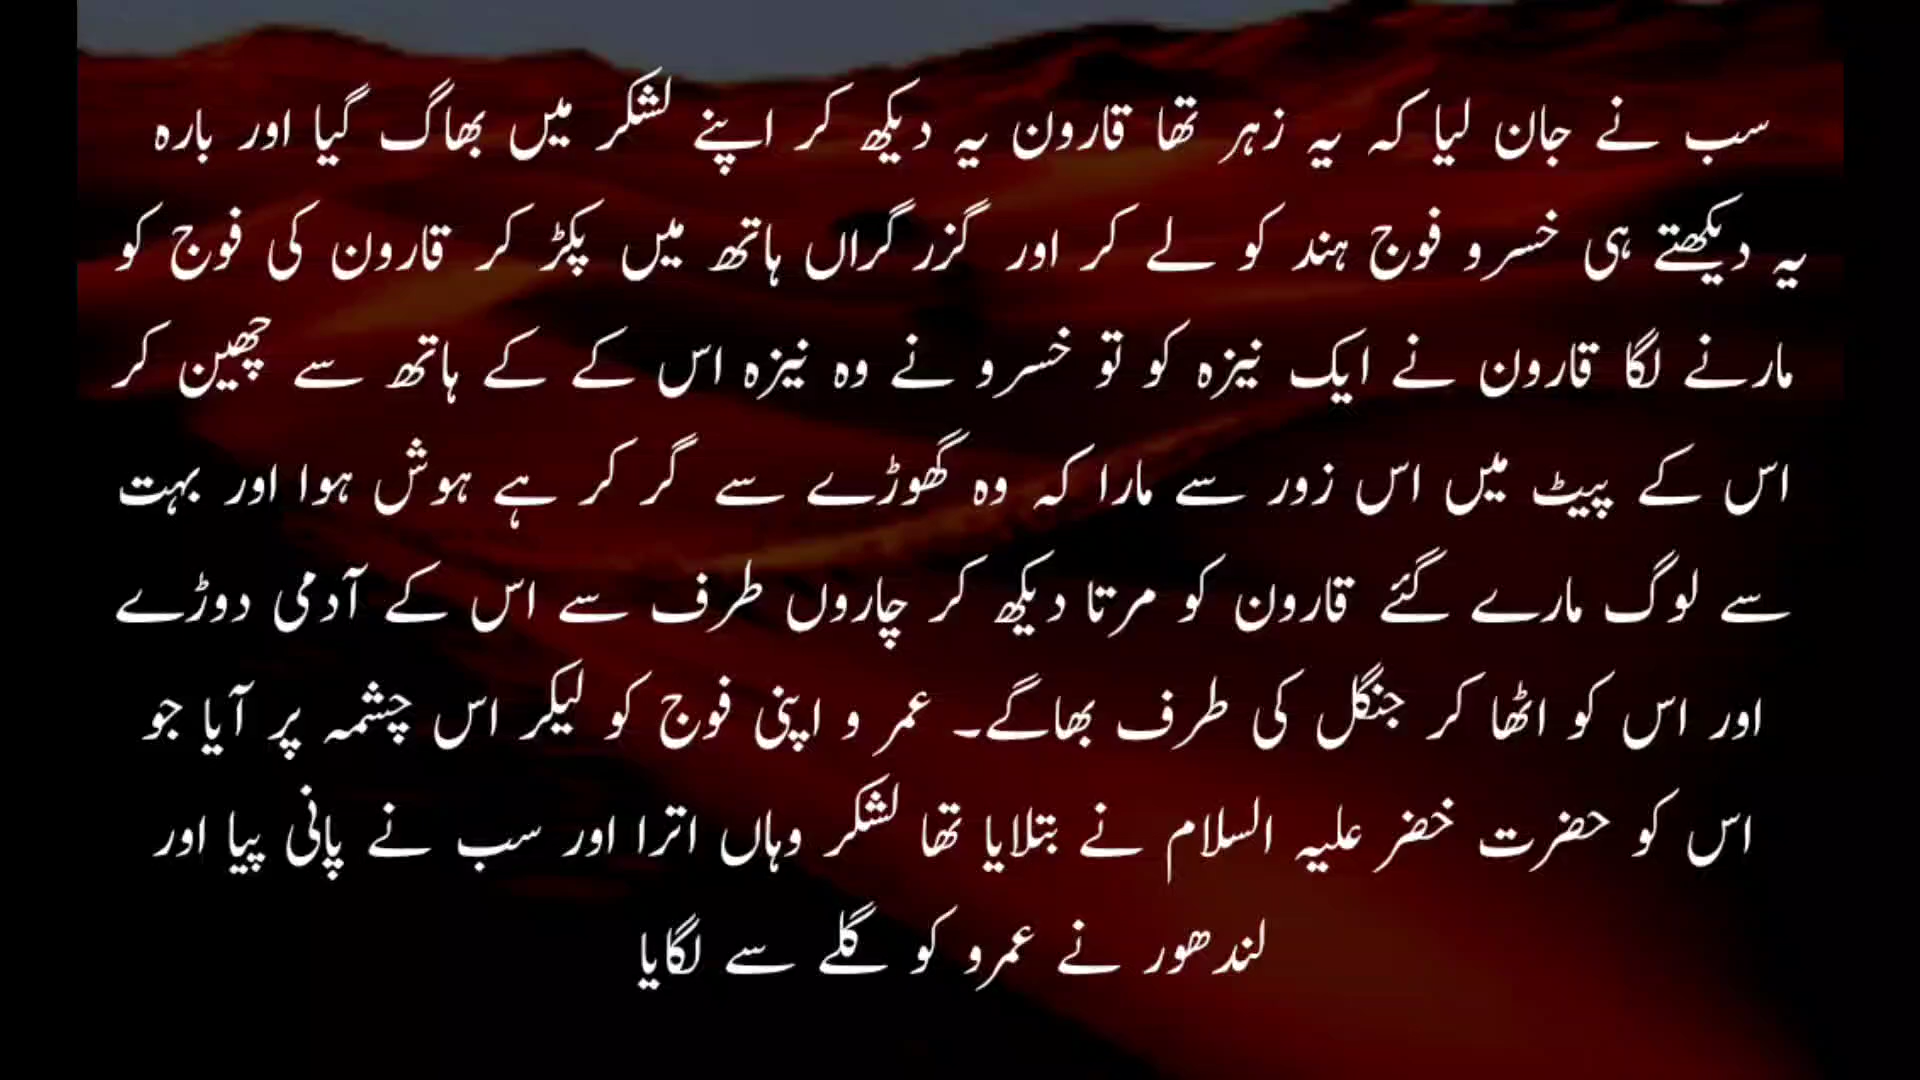 سب نے جان لیا کہ یہ زہر تھا قارون یہ دیکھ کر اپنے لشکر میں بھاگ گیا اور بارہ
یہ دیکھتے ہی خسرو فوج ہند کو لے کر اور گزر گراں ہاتھ میں پکڑ کر قارون کی فوج کو
مارنے لگا قارون نے ایک نیزہ کو تو خسرو نے وہ نیزہ اس کے کے ہاتھ سے چھین کر
اس کے پیٹ میں اس زور سے مارا کہ وہ گھوڑے سے گر کر ہے ہوش ہوا اور بہت
سے لوگ مارے گئے قارون کو مرتا دیکھ کر چاروں طرف سے اس کے آدمی دوڑے
اور اس کو اٹھا کر جنگل کی طرف بھاگے۔ عمر و اپنی فوج کو لیکر اس چشمہ پر آیا جو
اس کو حضرت خضر علیہ السلام نے بتلایا تھا لشکر وہاں اترا اور سب نے پانی پیا اور
لندھور نے عمرو کو گلے سے لگایا